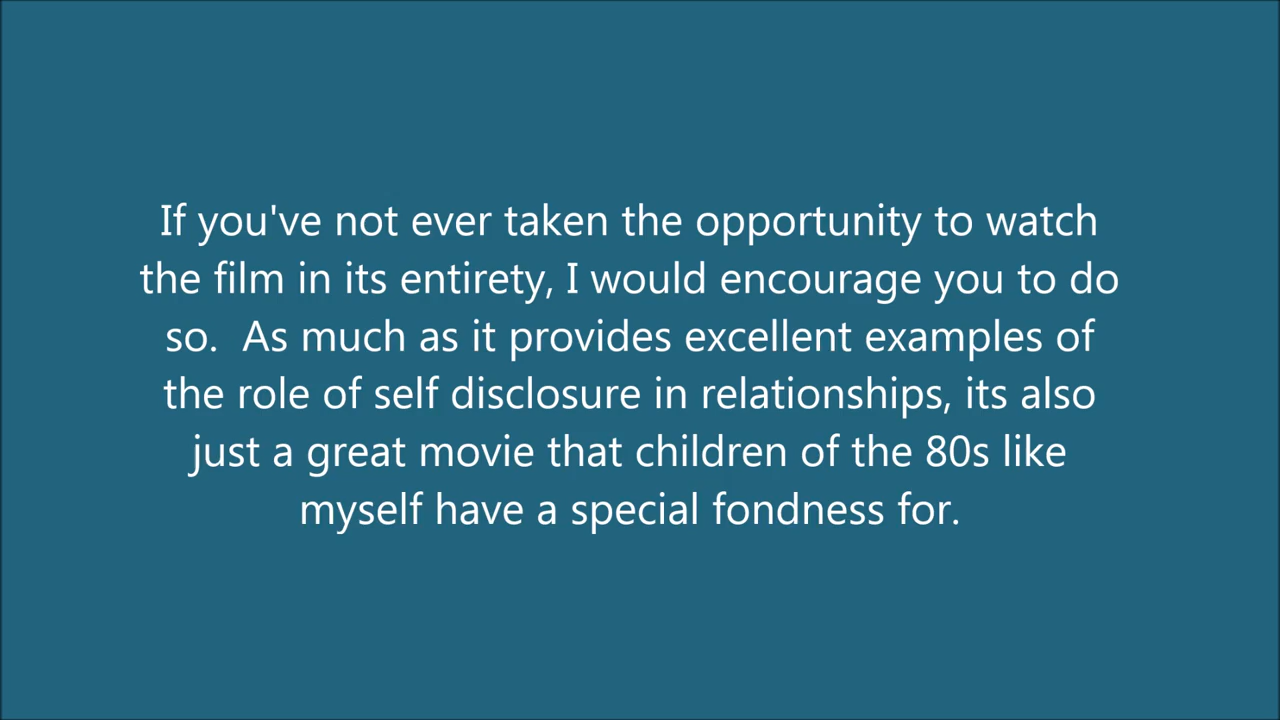 If you've not ever taken the opportunity to watch
the film in its entirety, I would encourage you to do
so.  As much as it provides excellent examples of
the role of self disclosure in relationships, its also
just a great movie that children of the 80s like
myself have a special fondness for.